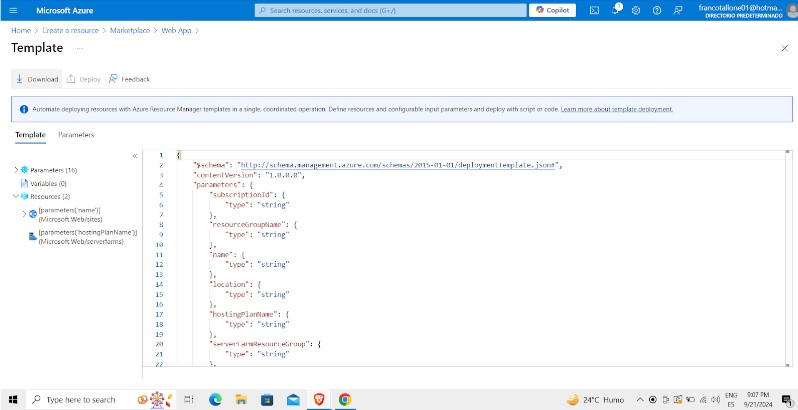 Microsoft Azure
Search resources, services, and docs (G+/)
Copilot
1
francotallone01@hotma...
DIRECTORIO PREDETERMINADO
Home > Create a resource > Marketplace > Web App >
Template ...
Download
Deploy
Feedback
Automate deploying resources with Azure Resource Manager templates in a single, coordinated operation. Define resources and configurable input parameters and deploy with script or code. Learn more about template deployment.
Template
Parameters
Parameters (16)
Variables (0)
Resources (2)
[parameters('name')]
(Microsoft.Web/sites)
[parameters('hostingPlanName')]
(Microsoft.Web/serverfarms)
1 {
2 "$schema": "http://schema.management.azure.com/schemas/2015-01-01/deploymentTemplate.json#",
3 "contentVersion": "1.0.0.0",
4 "parameters": {
5 "subscriptionId": {
6 "type": "string"
7 },
8 "resourceGroupName": {
9 "type": "string"
10 },
11 "name": {
12 "type": "string"
13 },
14 "location": {
15 "type": "string"
16 },
17 "hostingPlanName": {
18 "type": "string"
19 },
20 "serverFarmResourceGroup": {
21 "type": "string"
22 },
Type here to search
24°C Humo
ENG
ES
9:07 PM
9/21/2024